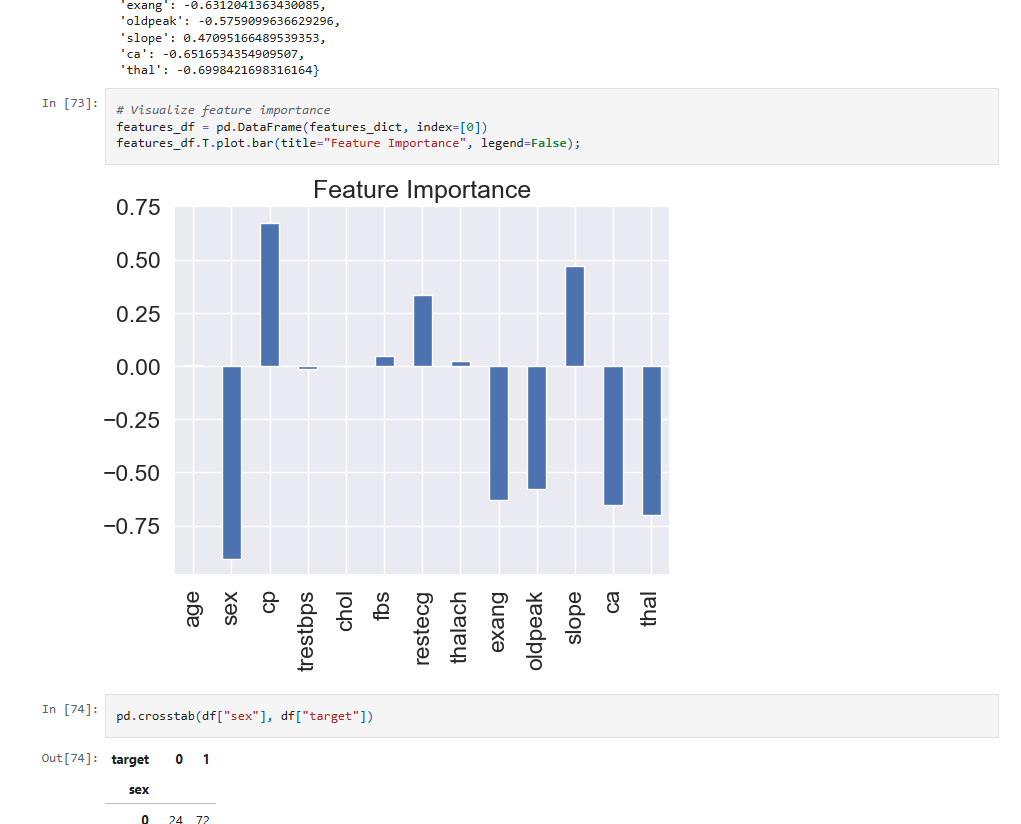 'exang': -0.6312041363430085,
'oldpeak': -0.5759099636629296,
'slope': 0.47095166489539353,
'ca': -0.6516534354909507,
'thal': -0.6998421698316164}
In [73]:
# Visualize feature importance
features_df = pd.DataFrame(features_dict, index=[0])
features_df.T.plot.bar(title="Feature Importance", legend=False);
Feature Importance
0.75
0.50
0.25
0.00
−0.25
−0.50
−0.75
age
sex
cp
trestbps
chol
fbs
restecg
thalach
exang
oldpeak
slope
ca
thal
In [74]:
pd.crosstab(df["sex"], df["target"])
Out[74]:
target 0 1
sex
0 24 72